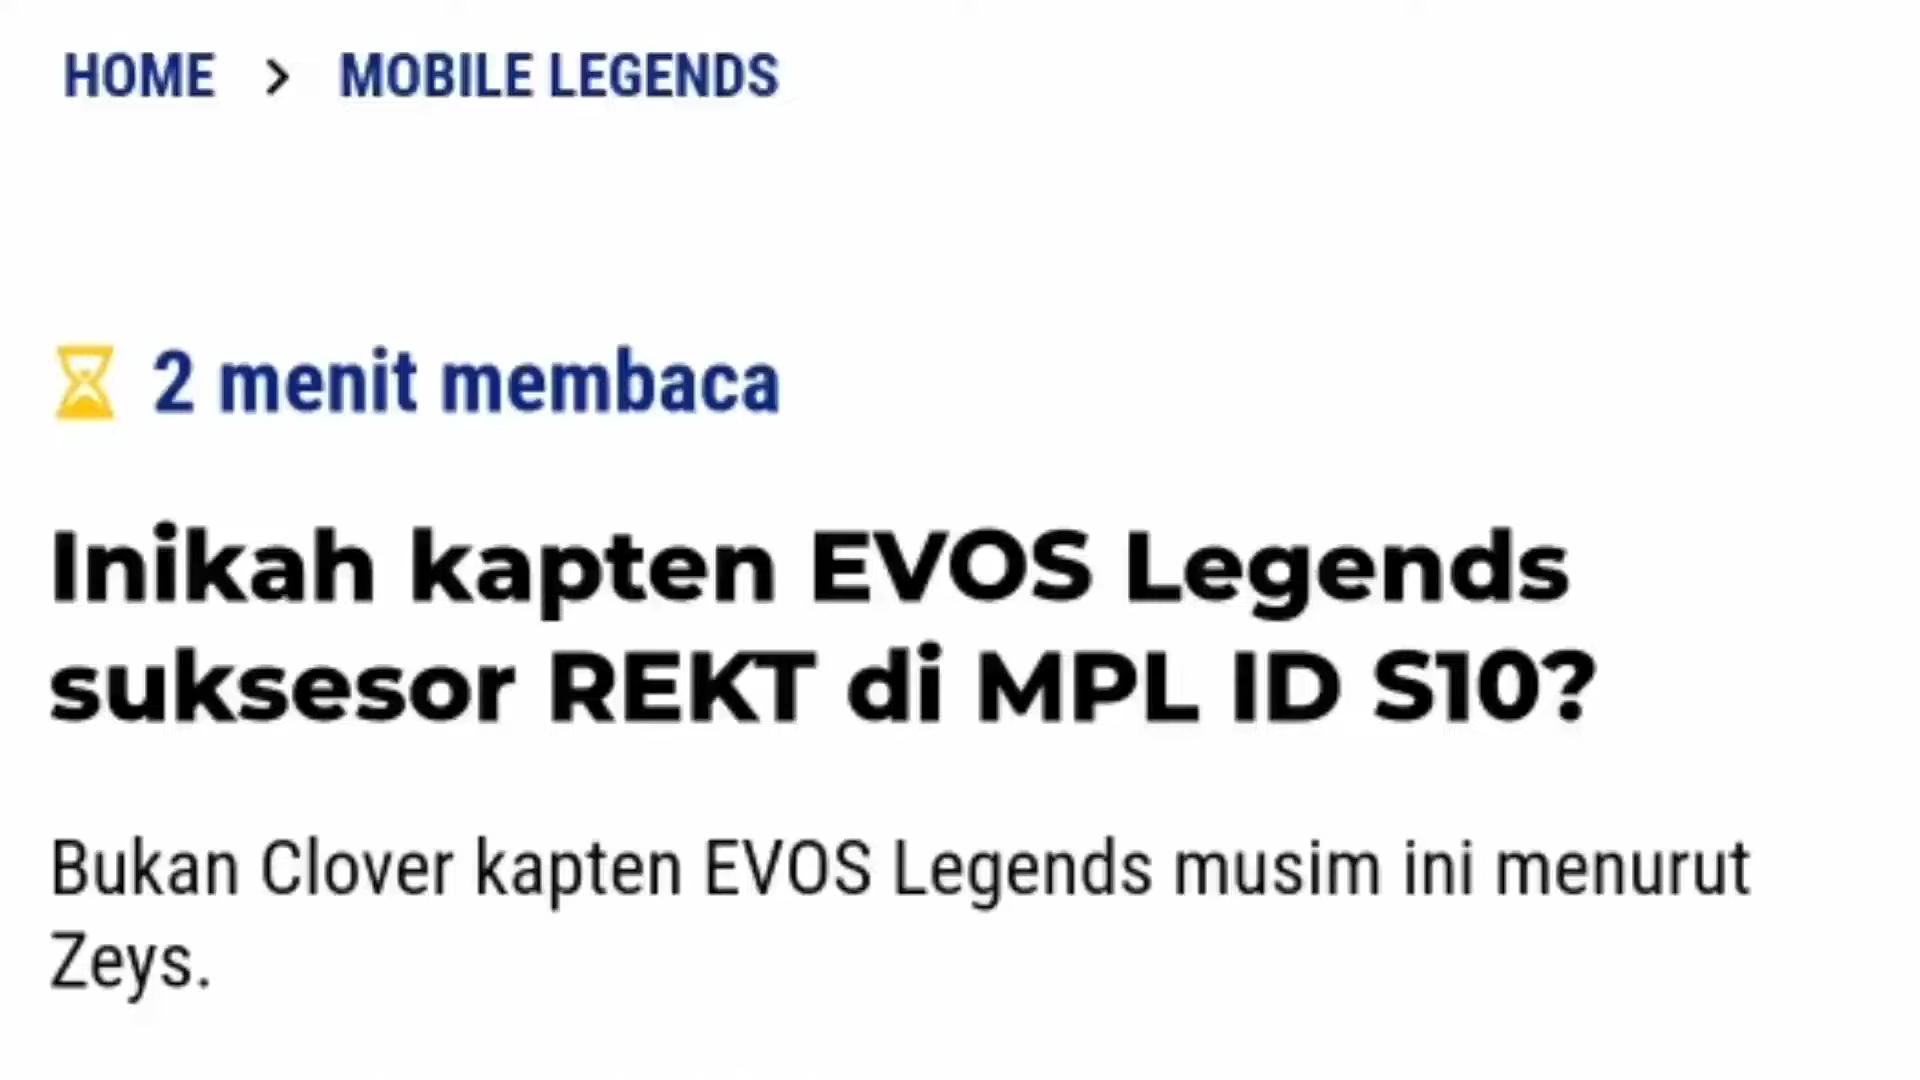 HOME > MOBILE LEGENDS
2 menit membaca
Inikah kapten EVOS Legends
suksesor REKT di MPL ID S10?
Bukan Clover kapten EVOS Legends musim ini menurut
Zeys.